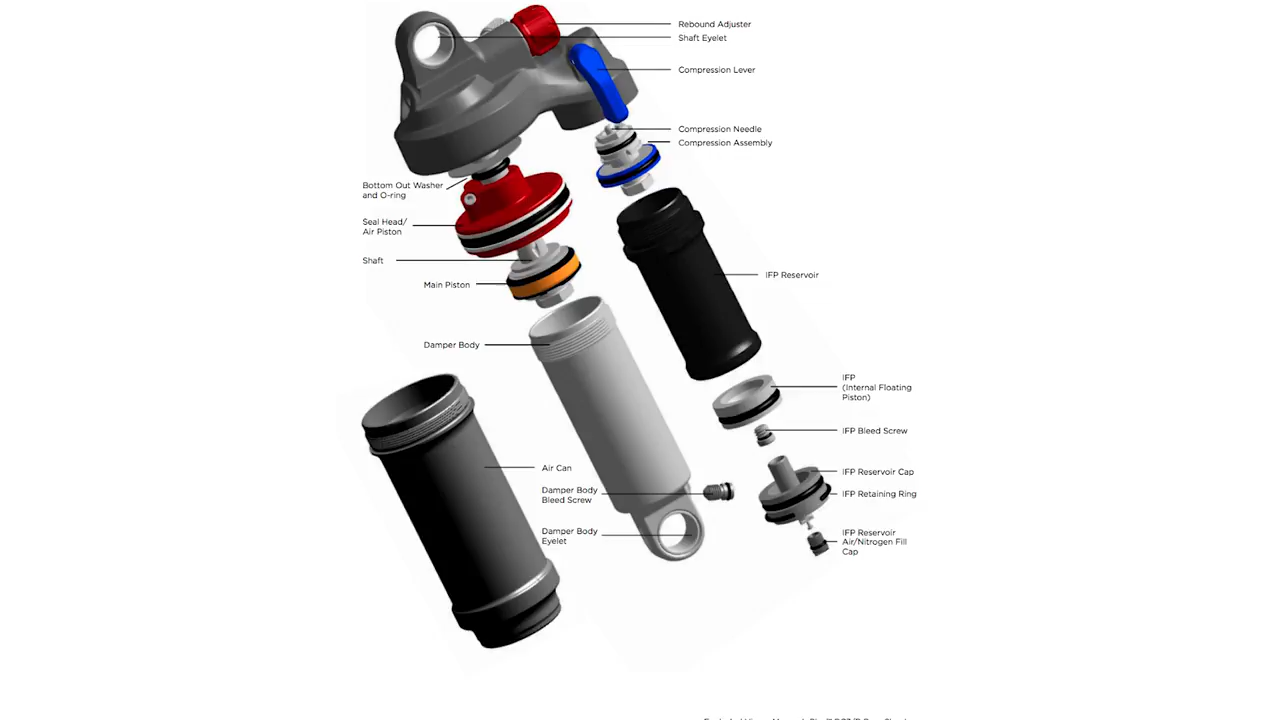 Rebound Adjuster
Shaft Eyelet
Compression Lever
Compression Needle
Compression Assembly
Bottom Out Washer
and O-ring
Seal Head/
Air Piston
Shaft
Main Piston
IFP Reservoir
Damper Body
IFP
(Internal Floating
Piston)
IFP Bleed Screw
Air Can
IFP Reservoir Cap
Damper Body
Bleed Screw
IFP Retaining Ring
Damper Body
Eyelet
IFP Reservoir
Air/Nitrogen Fill
Cap